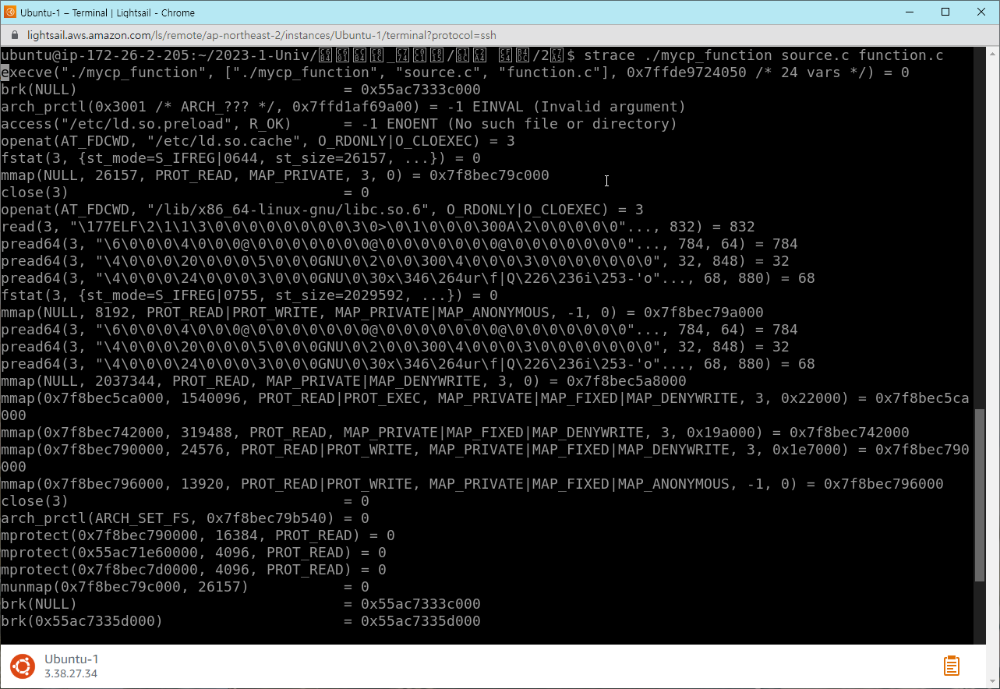 Ubuntu-1 – Terminal | Lightsail - Chrome
lightsail.aws.amazon.com/ls/remote/ap-northeast-2/instances/Ubuntu-1/terminal?protocol=ssh
ubuntu@ip-172-26-2-205:~/2023-1-Univ/_/ /2$ strace ./mycp_function source.c function.c
execve("./mycp_function", ["./mycp_function", "source.c", "function.c"], 0x7ffde9724050 /* 24 vars */) = 0
brk(NULL) = 0x55ac7333c000
arch_prctl(0x3001 /* ARCH_??? */, 0x7ffd1af69a00) = -1 EINVAL (Invalid argument)
access("/etc/ld.so.preload", R_OK) = -1 ENOENT (No such file or directory)
openat(AT_FDCWD, "/etc/ld.so.cache", O_RDONLY|O_CLOEXEC) = 3
fstat(3, {st_mode=S_IFREG|0644, st_size=26157, ...}) = 0
mmap(NULL, 26157, PROT_READ, MAP_PRIVATE, 3, 0) = 0x7f8bec79c000
close(3) = 0
openat(AT_FDCWD, "/lib/x86_64-linux-gnu/libc.so.6", O_RDONLY|O_CLOEXEC) = 3
read(3, "\177ELF\2\1\1\3\0\0\0\0\0\0\0\0\3\0>\0\1\0\0\0\300A\2\0\0\0\0\0"..., 832) = 832
pread64(3, "\6\0\0\0\4\0\0\0@\0\0\0\0\0\0\0@\0\0\0\0\0\0\0@\0\0\0\0\0\0\0"..., 784, 64) = 784
pread64(3, "\4\0\0\0\20\0\0\0\5\0\0\0GNU\0\2\0\0\300\4\0\0\0\3\0\0\0\0\0\0\0", 32, 848) = 32
pread64(3, "\4\0\0\0\24\0\0\0\3\0\0\0GNU\0\30x\346\264ur\f|Q\226\236i\253-'o"..., 68, 880) = 68
fstat(3, {st_mode=S_IFREG|0755, st_size=2029592, ...}) = 0
mmap(NULL, 8192, PROT_READ|PROT_WRITE, MAP_PRIVATE|MAP_ANONYMOUS, -1, 0) = 0x7f8bec79a000
pread64(3, "\6\0\0\0\4\0\0\0@\0\0\0\0\0\0\0@\0\0\0\0\0\0\0@\0\0\0\0\0\0\0"..., 784, 64) = 784
pread64(3, "\4\0\0\0\20\0\0\0\5\0\0\0GNU\0\2\0\0\300\4\0\0\0\3\0\0\0\0\0\0\0", 32, 848) = 32
pread64(3, "\4\0\0\0\24\0\0\0\3\0\0\0GNU\0\30x\346\264ur\f|Q\226\236i\253-'o"..., 68, 880) = 68
mmap(NULL, 2037344, PROT_READ, MAP_PRIVATE|MAP_DENYWRITE, 3, 0) = 0x7f8bec5a8000
mmap(0x7f8bec5ca000, 1540096, PROT_READ|PROT_EXEC, MAP_PRIVATE|MAP_FIXED|MAP_DENYWRITE, 3, 0x22000) = 0x7f8bec5ca
000
mmap(0x7f8bec742000, 319488, PROT_READ, MAP_PRIVATE|MAP_FIXED|MAP_DENYWRITE, 3, 0x19a000) = 0x7f8bec742000
mmap(0x7f8bec790000, 24576, PROT_READ|PROT_WRITE, MAP_PRIVATE|MAP_FIXED|MAP_DENYWRITE, 3, 0x1e7000) = 0x7f8bec790
000
mmap(0x7f8bec796000, 13920, PROT_READ|PROT_WRITE, MAP_PRIVATE|MAP_FIXED|MAP_ANONYMOUS, -1, 0) = 0x7f8bec796000
close(3) = 0
arch_prctl(ARCH_SET_FS, 0x7f8bec79b540) = 0
mprotect(0x7f8bec790000, 16384, PROT_READ) = 0
mprotect(0x55ac71e60000, 4096, PROT_READ) = 0
mprotect(0x7f8bec7d0000, 4096, PROT_READ) = 0
munmap(0x7f8bec79c000, 26157) = 0
brk(NULL) = 0x55ac7333c000
brk(0x55ac7335d000) = 0x55ac7335d000
Ubuntu-1
3.38.27.34